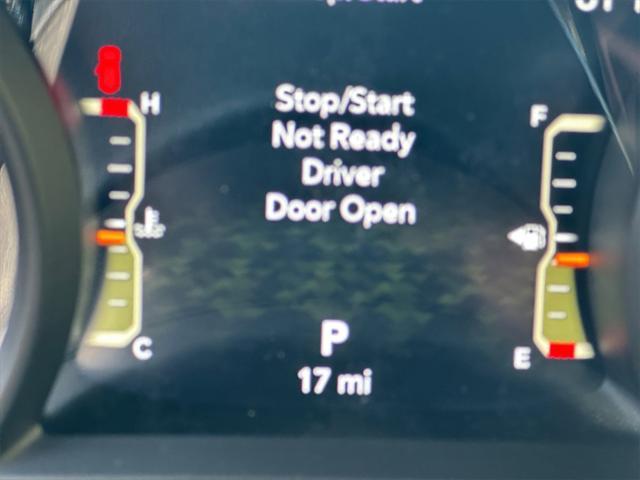 H
Stop/Start
Not Ready
Driver
Door Open
F
C
P
E
17 mi